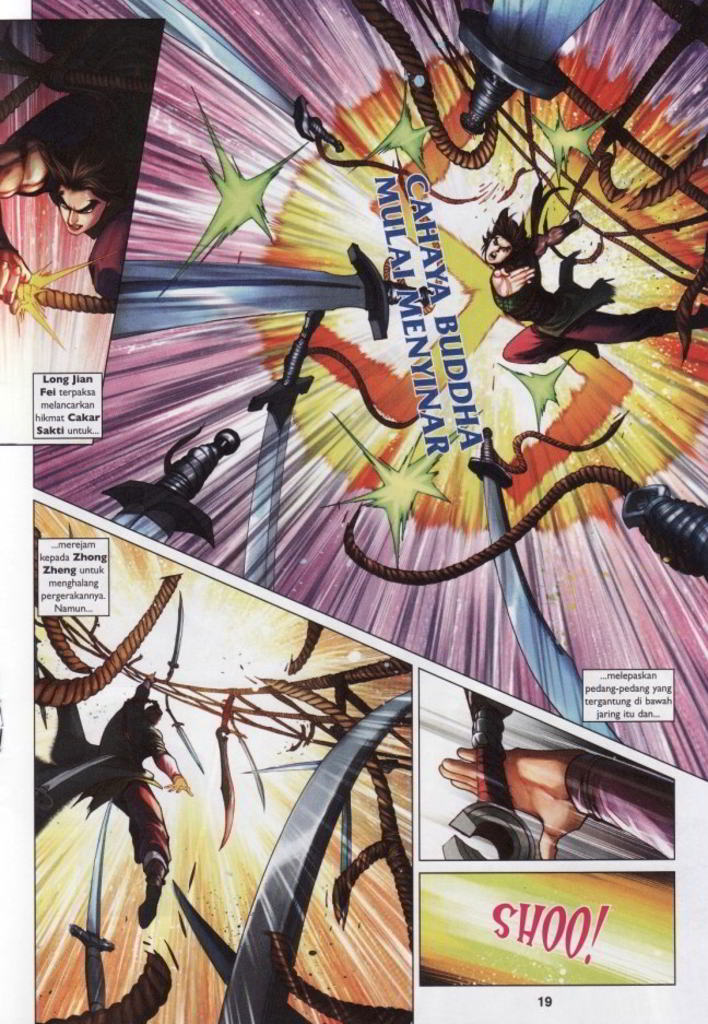 Long Jian
Fei terpaksa
melancarkan
hikmat Cakar
Sakti untuk...
CAHAYA BUDDHA
MULAI MENYINAR
...melepaskan
pedang-pedang yang
tergantung di bawah
jaring itu dan...
...merejam
kepada Zhong
Zheng untuk
menghalang
pergerakannya.
Namun...
SHOO!
19